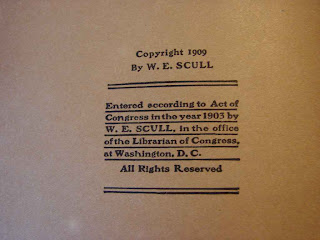 Copyright 1909
By W. E. SCULL
Entered according to Act of
Congress in the year 1903 by
W. E. SCULL, in the office
of the Librarian of Congress,
at Washington, D. C.
All Rights Reserved